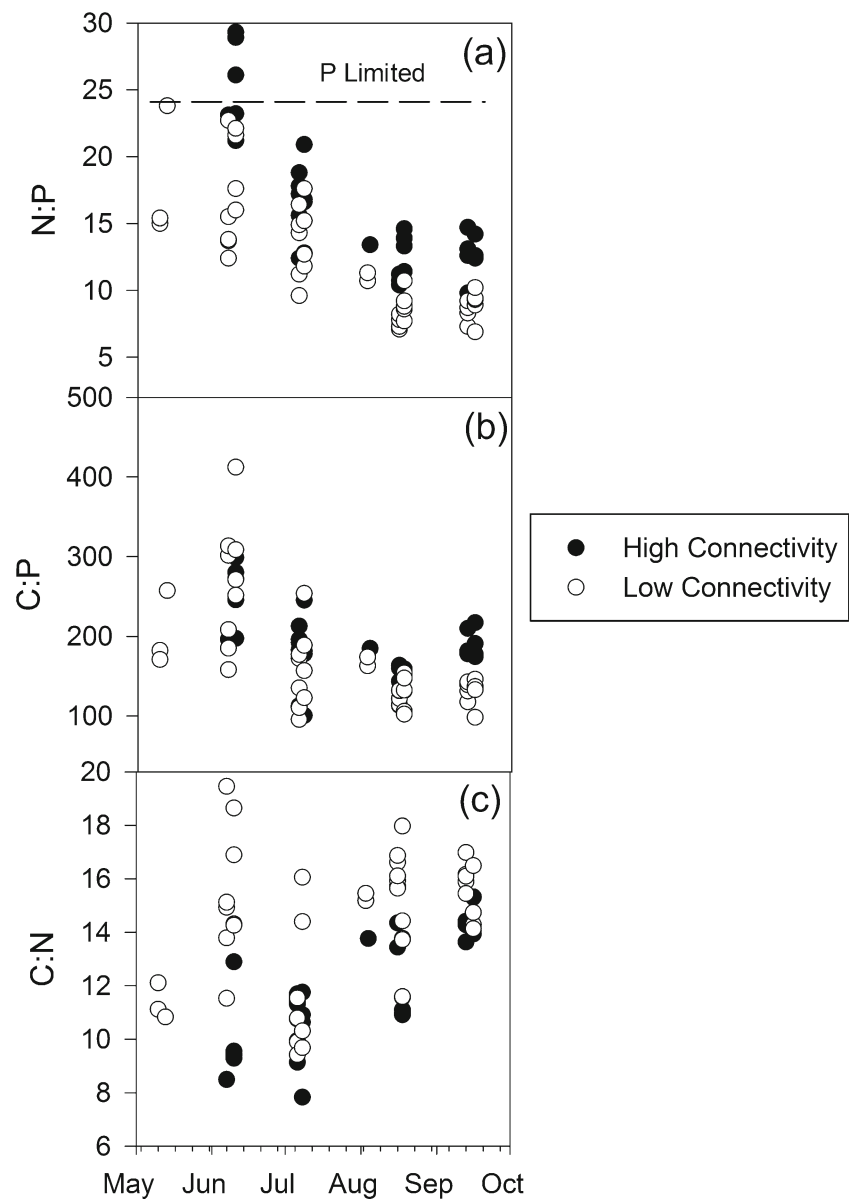 30
(a)
P Limited
25
20
N:P
15
10
5
500
(b)
400
300
C:P
High Connectivity
Low Connectivity
200
100
20
(c)
18
16
14
C:N
12
10
8
6
May Jun Jul Aug Sep Oct